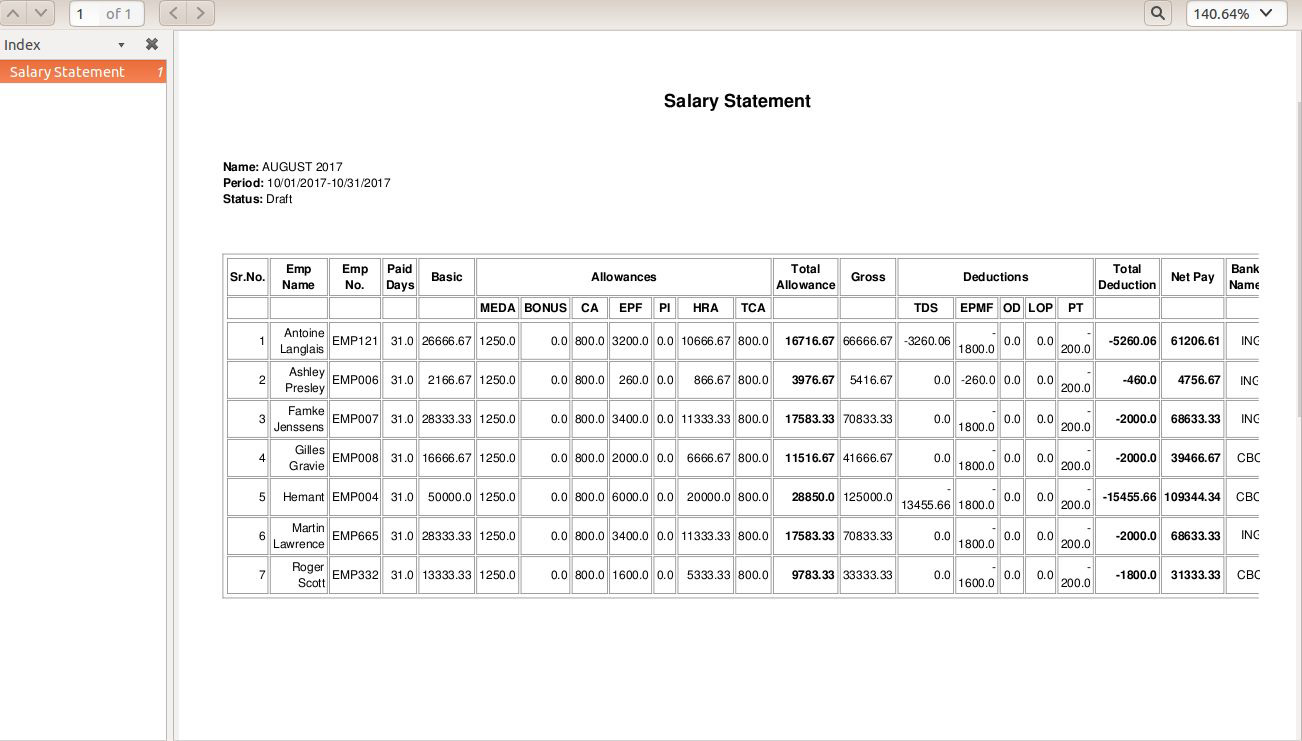 1 of 1
140.64%
Index
Salary Statement 1
Salary Statement
Name: AUGUST 2017
Period: 10/01/2017-10/31/2017
Status: Draft
Sr.No. Emp Name Emp No. Paid Days Basic Allowances Total Allowance Gross Deductions Total Deduction Net Pay Bank Name
MEDA BONUS CA EPF PI HRA TCA TDS EPMF OD LOP PT
1 Antoine Langlais EMP121 31.0 26666.67 1250.0 0.0 800.0 3200.0 0.0 10666.67 800.0 16716.67 66666.67 -3260.06 -1800.0 0.0 0.0 -200.0 -5260.06 61206.61 ING
2 Ashley Presley EMP006 31.0 2166.67 1250.0 0.0 800.0 260.0 0.0 866.67 800.0 3976.67 5416.67 0.0 -260.0 0.0 0.0 -200.0 -460.0 4756.67 ING
3 Famke Jenssens EMP007 31.0 28333.33 1250.0 0.0 800.0 3400.0 0.0 11333.33 800.0 17583.33 70833.33 0.0 -1800.0 0.0 0.0 -200.0 -2000.0 68633.33 ING
4 Gilles Gravie EMP008 31.0 16666.67 1250.0 0.0 800.0 2000.0 0.0 6666.67 800.0 11516.67 41666.67 0.0 -1800.0 0.0 0.0 -200.0 -2000.0 39466.67 CBC
5 Hemant EMP004 31.0 50000.0 1250.0 0.0 800.0 6000.0 0.0 20000.0 800.0 28850.0 125000.0 -13455.66 -1800.0 0.0 0.0 -200.0 -15455.66 109344.34 CBC
6 Martin Lawrence EMP665 31.0 28333.33 1250.0 0.0 800.0 3400.0 0.0 11333.33 800.0 17583.33 70833.33 0.0 -1800.0 0.0 0.0 -200.0 -2000.0 68633.33 ING
7 Roger Scott EMP332 31.0 13333.33 1250.0 0.0 800.0 1600.0 0.0 5333.33 800.0 9783.33 33333.33 0.0 -1600.0 0.0 0.0 -200.0 -1800.0 31333.33 CBC